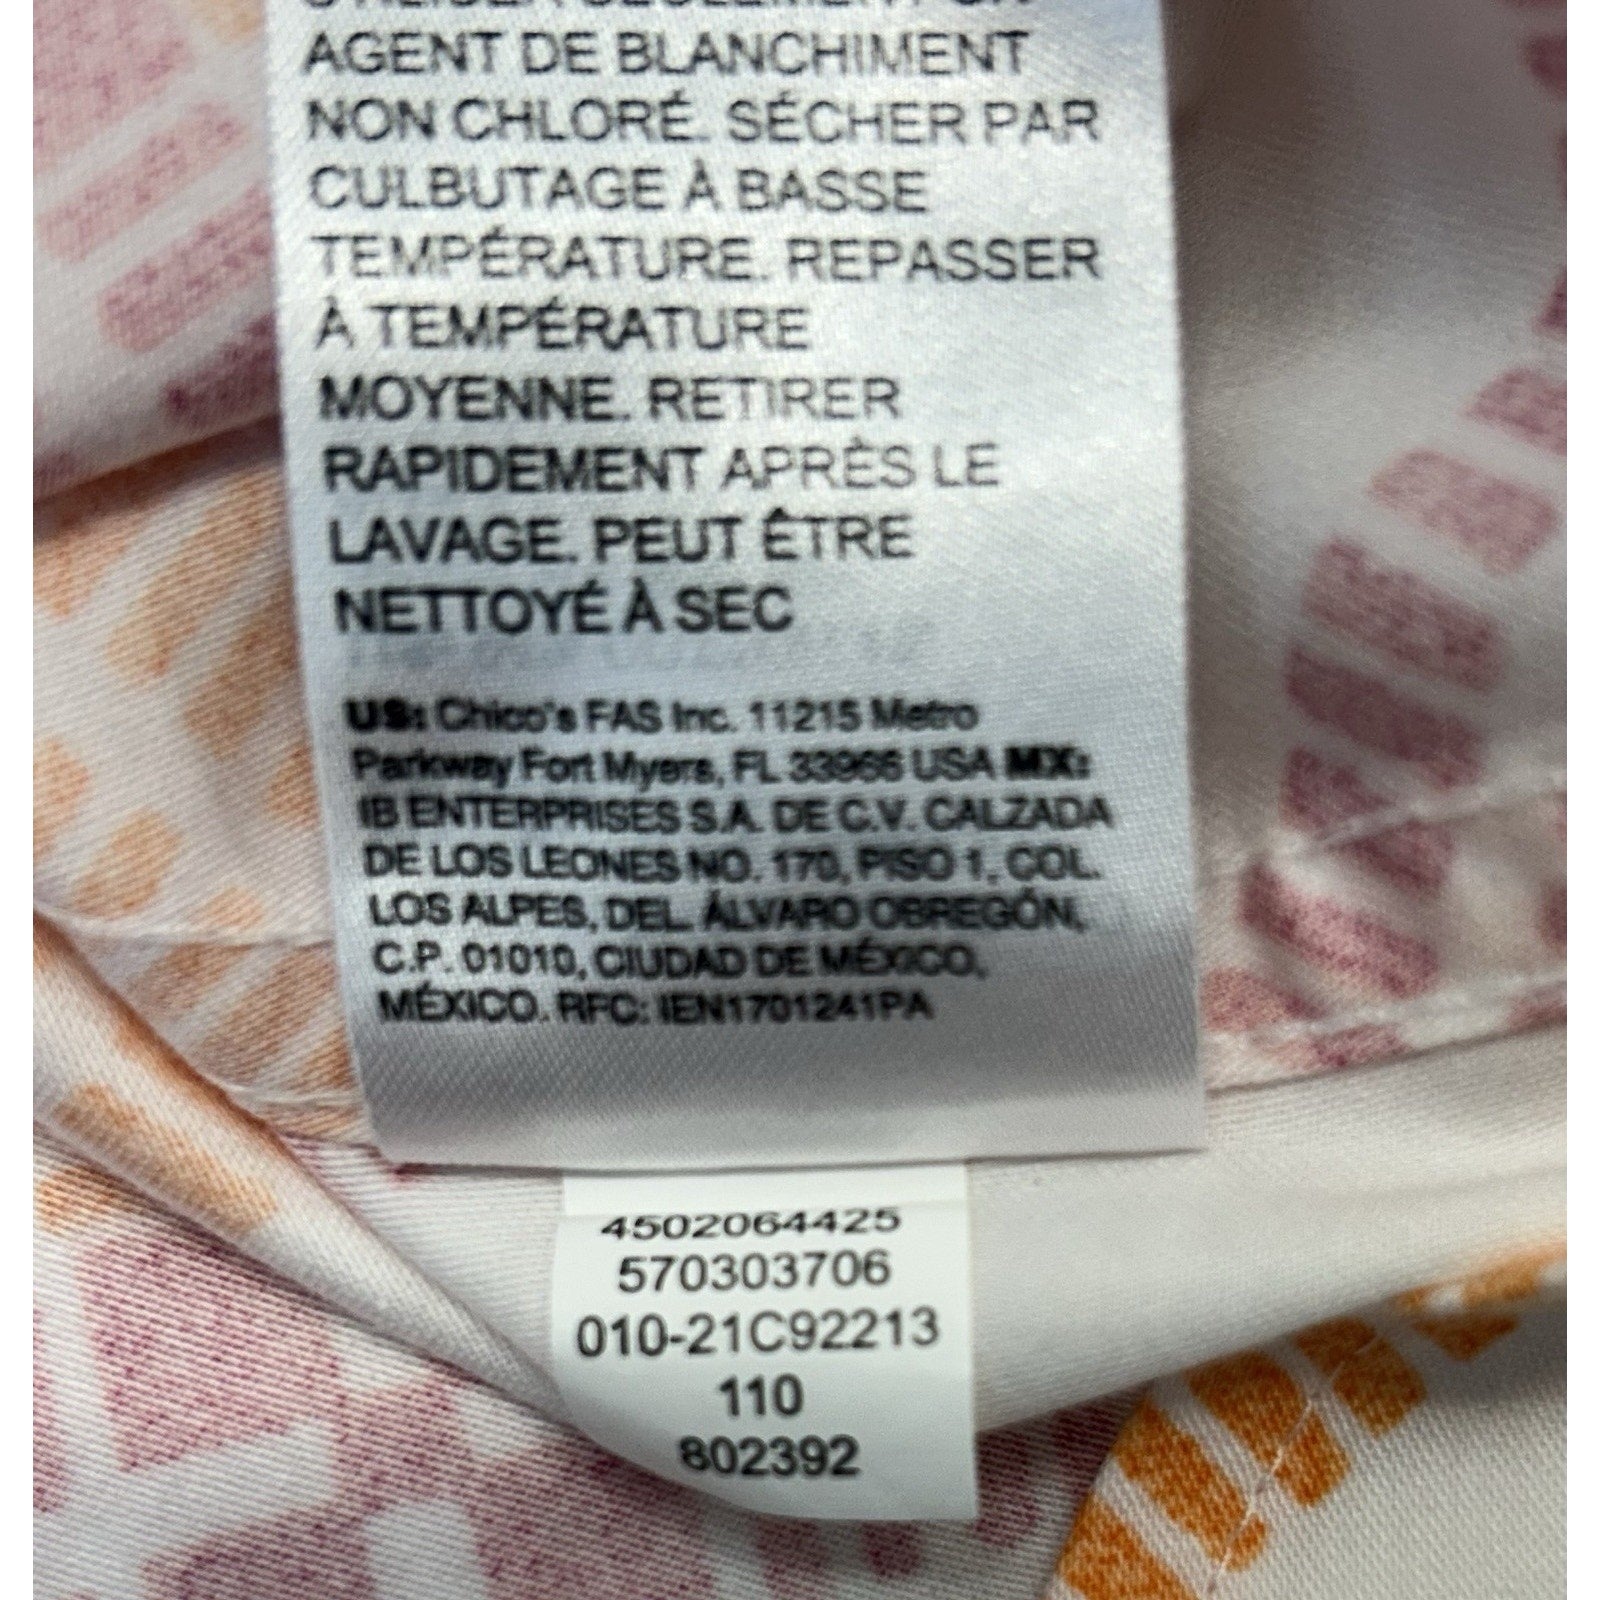 UTILISER SEULEMENT UN
AGENT DE BLANCHIMENT
NON CHLORÉ. SÉCHER PAR
CULBUTAGE À BASSE
TEMPÉRATURE. REPASSER
À TEMPÉRATURE
MOYENNE. RETIRER
RAPIDEMENT APRÈS LE
LAVAGE. PEUT ÊTRE
NETTOYÉ À SEC
US: Chico's FAS Inc. 11215 Metro
Parkway Fort Myers, FL 33966 USA MX:
IB ENTERPRISES S.A. DE C.V. CALZADA
DE LOS LEONES NO. 170, PISO 1, COL.
LOS ALPES, DEL. ÁLVARO OBREGÓN,
C.P. 01010, CIUDAD DE MÉXICO,
MÉXICO. RFC: IEN1701241PA
4502064425
570303706
010-21C92213
110
802392